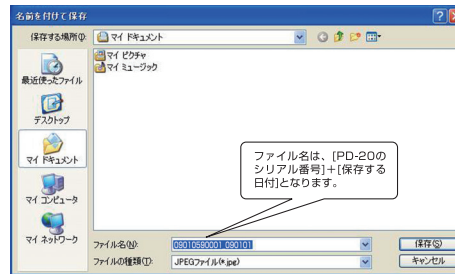 名前を付けて保存
保存する場所(I):
マイ ドキュメント
マイ ピクチャ
マイ ミュージック
最近使ったファイル
デスクトップ
マイ ドキュメント
マイ コンピュータ
マイ ネットワーク
ファイル名は、[PD-20の
シリアル番号]+[保存する
日付]となります。
ファイル名(N):
09010590001_090101
保存(S)
ファイルの種類(T):
JPEGファイル(*.jpg)
キャンセル